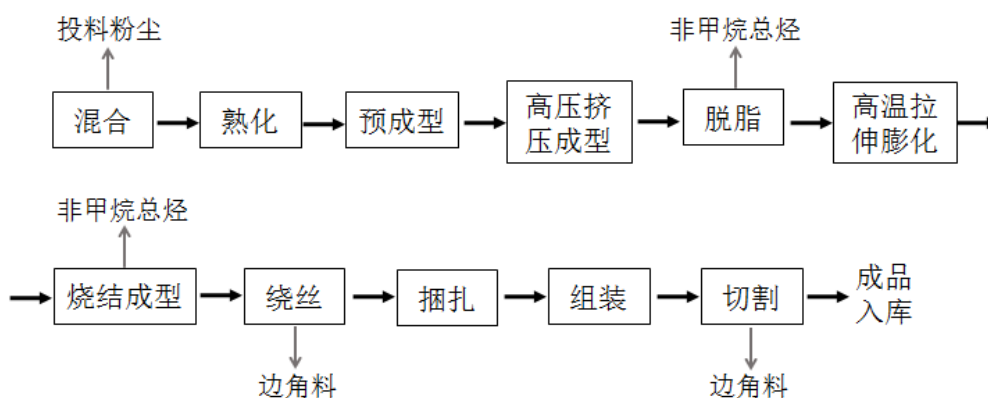 投料粉尘
非甲烷总烃
混合
熟化
预成型
高压挤
压成型
脱脂
高温拉
伸膨化
非甲烷总烃
烧结成型
绕丝
捆扎
组装
切割
成品
入库
边角料
边角料